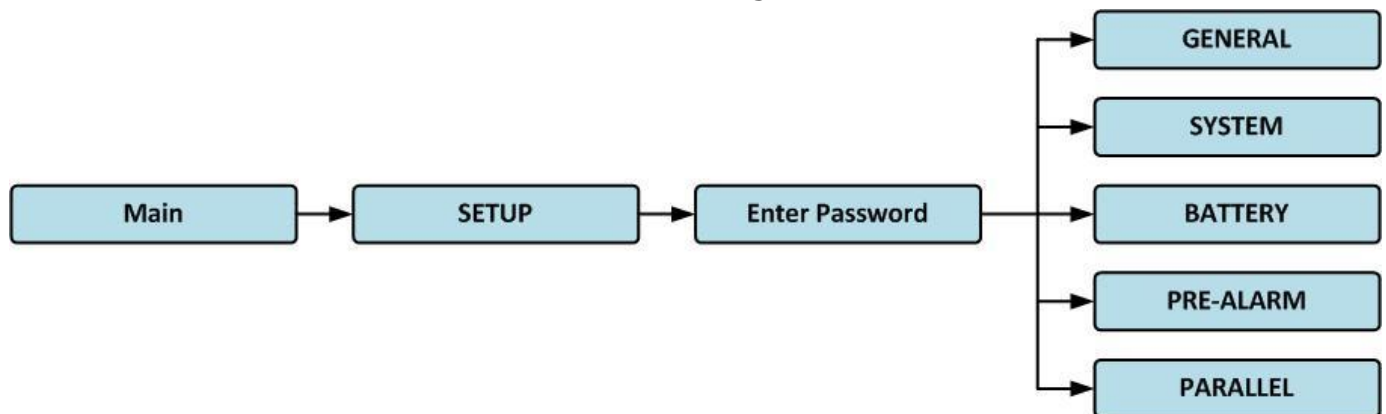 GENERAL
SYSTEM
Main
SETUP
Enter Password
BATTERY
PRE-ALARM
PARALLEL